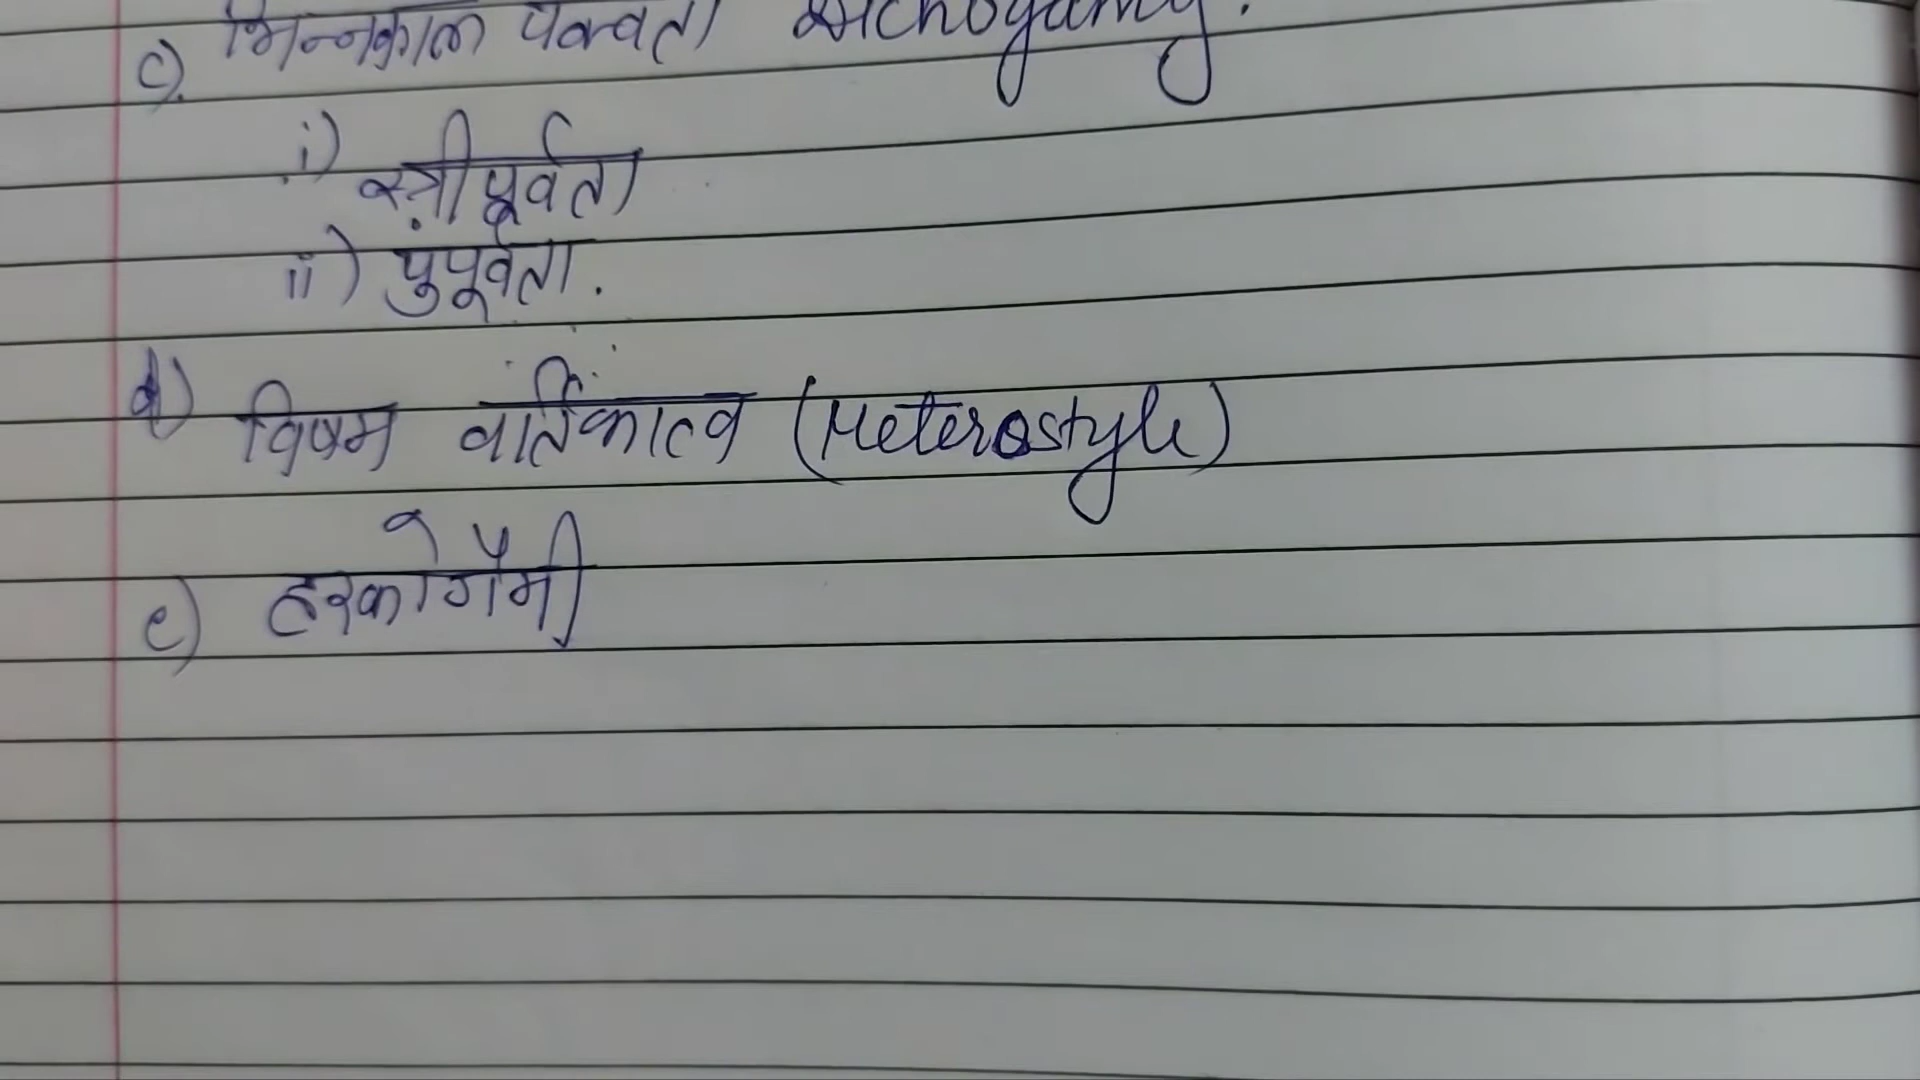 c) भिन्नकाल पक्वता Dichogamy.
i) स्त्रीपूर्वता
ii) पुंपूर्वता.
d) विषम वर्तिकात्व (Heterostyle)
e) हरकोगैमी